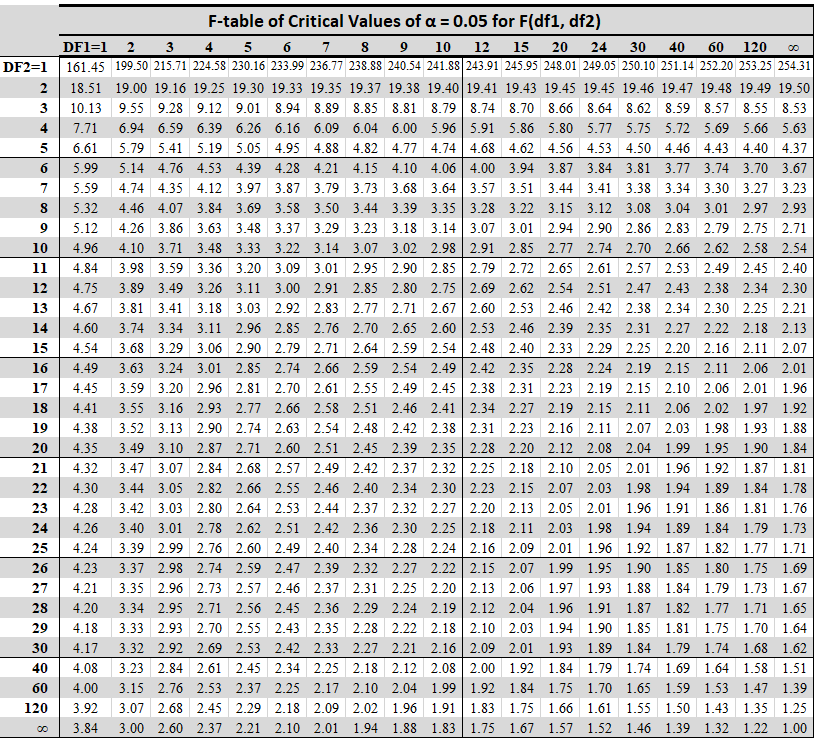 F-table of Critical Values of α = 0.05 for F(df1, df2)
DF1=1 2 3 4 5 6 7 8 9 10 12 15 20 24 30 40 60 120 ∞
DF2=1 161.45 199.50 215.71 224.58 230.16 233.99 236.77 238.88 240.54 241.88 243.91 245.95 248.01 249.05 250.10 251.14 252.20 253.25 254.31
2 18.51 19.00 19.16 19.25 19.30 19.33 19.35 19.37 19.38 19.40 19.41 19.43 19.45 19.45 19.46 19.47 19.48 19.49 19.50
3 10.13 9.55 9.28 9.12 9.01 8.94 8.89 8.85 8.81 8.79 8.74 8.70 8.66 8.64 8.62 8.59 8.57 8.55 8.53
4 7.71 6.94 6.59 6.39 6.26 6.16 6.09 6.04 6.00 5.96 5.91 5.86 5.80 5.77 5.75 5.72 5.69 5.66 5.63
5 6.61 5.79 5.41 5.19 5.05 4.95 4.88 4.82 4.77 4.74 4.68 4.62 4.56 4.53 4.50 4.46 4.43 4.40 4.37
6 5.99 5.14 4.76 4.53 4.39 4.28 4.21 4.15 4.10 4.06 4.00 3.94 3.87 3.84 3.81 3.77 3.74 3.70 3.67
7 5.59 4.74 4.35 4.12 3.97 3.87 3.79 3.73 3.68 3.64 3.57 3.51 3.44 3.41 3.38 3.34 3.30 3.27 3.23
8 5.32 4.46 4.07 3.84 3.69 3.58 3.50 3.44 3.39 3.35 3.28 3.22 3.15 3.12 3.08 3.04 3.01 2.97 2.93
9 5.12 4.26 3.86 3.63 3.48 3.37 3.29 3.23 3.18 3.14 3.07 3.01 2.94 2.90 2.86 2.83 2.79 2.75 2.71
10 4.96 4.10 3.71 3.48 3.33 3.22 3.14 3.07 3.02 2.98 2.91 2.85 2.77 2.74 2.70 2.66 2.62 2.58 2.54
11 4.84 3.98 3.59 3.36 3.20 3.09 3.01 2.95 2.90 2.85 2.79 2.72 2.65 2.61 2.57 2.53 2.49 2.45 2.40
12 4.75 3.89 3.49 3.26 3.11 3.00 2.91 2.85 2.80 2.75 2.69 2.62 2.54 2.51 2.47 2.43 2.38 2.34 2.30
13 4.67 3.81 3.41 3.18 3.03 2.92 2.83 2.77 2.71 2.67 2.60 2.53 2.46 2.42 2.38 2.34 2.30 2.25 2.21
14 4.60 3.74 3.34 3.11 2.96 2.85 2.76 2.70 2.65 2.60 2.53 2.46 2.39 2.35 2.31 2.27 2.22 2.18 2.13
15 4.54 3.68 3.29 3.06 2.90 2.79 2.71 2.64 2.59 2.54 2.48 2.40 2.33 2.29 2.25 2.20 2.16 2.11 2.07
16 4.49 3.63 3.24 3.01 2.85 2.74 2.66 2.59 2.54 2.49 2.42 2.35 2.28 2.24 2.19 2.15 2.11 2.06 2.01
17 4.45 3.59 3.20 2.96 2.81 2.70 2.61 2.55 2.49 2.45 2.38 2.31 2.23 2.19 2.15 2.10 2.06 2.01 1.96
18 4.41 3.55 3.16 2.93 2.77 2.66 2.58 2.51 2.46 2.41 2.34 2.27 2.19 2.15 2.11 2.06 2.02 1.97 1.92
19 4.38 3.52 3.13 2.90 2.74 2.63 2.54 2.48 2.42 2.38 2.31 2.23 2.16 2.11 2.07 2.03 1.98 1.93 1.88
20 4.35 3.49 3.10 2.87 2.71 2.60 2.51 2.45 2.39 2.35 2.28 2.20 2.12 2.08 2.04 1.99 1.95 1.90 1.84
21 4.32 3.47 3.07 2.84 2.68 2.57 2.49 2.42 2.37 2.32 2.25 2.18 2.10 2.05 2.01 1.96 1.92 1.87 1.81
22 4.30 3.44 3.05 2.82 2.66 2.55 2.46 2.40 2.34 2.30 2.23 2.15 2.07 2.03 1.98 1.94 1.89 1.84 1.78
23 4.28 3.42 3.03 2.80 2.64 2.53 2.44 2.37 2.32 2.27 2.20 2.13 2.05 2.01 1.96 1.91 1.86 1.81 1.76
24 4.26 3.40 3.01 2.78 2.62 2.51 2.42 2.36 2.30 2.25 2.18 2.11 2.03 1.98 1.94 1.89 1.84 1.79 1.73
25 4.24 3.39 2.99 2.76 2.60 2.49 2.40 2.34 2.28 2.24 2.16 2.09 2.01 1.96 1.92 1.87 1.82 1.77 1.71
26 4.23 3.37 2.98 2.74 2.59 2.47 2.39 2.32 2.27 2.22 2.15 2.07 1.99 1.95 1.90 1.85 1.80 1.75 1.69
27 4.21 3.35 2.96 2.73 2.57 2.46 2.37 2.31 2.25 2.20 2.13 2.06 1.97 1.93 1.88 1.84 1.79 1.73 1.67
28 4.20 3.34 2.95 2.71 2.56 2.45 2.36 2.29 2.24 2.19 2.12 2.04 1.96 1.91 1.87 1.82 1.77 1.71 1.65
29 4.18 3.33 2.93 2.70 2.55 2.43 2.35 2.28 2.22 2.18 2.10 2.03 1.94 1.90 1.85 1.81 1.75 1.70 1.64
30 4.17 3.32 2.92 2.69 2.53 2.42 2.33 2.27 2.21 2.16 2.09 2.01 1.93 1.89 1.84 1.79 1.74 1.68 1.62
40 4.08 3.23 2.84 2.61 2.45 2.34 2.25 2.18 2.12 2.08 2.00 1.92 1.84 1.79 1.74 1.69 1.64 1.58 1.51
60 4.00 3.15 2.76 2.53 2.37 2.25 2.17 2.10 2.04 1.99 1.92 1.84 1.75 1.70 1.65 1.59 1.53 1.47 1.39
120 3.92 3.07 2.68 2.45 2.29 2.18 2.09 2.02 1.96 1.91 1.83 1.75 1.66 1.61 1.55 1.50 1.43 1.35 1.25
∞ 3.84 3.00 2.60 2.37 2.21 2.10 2.01 1.94 1.88 1.83 1.75 1.67 1.57 1.52 1.46 1.39 1.32 1.22 1.00